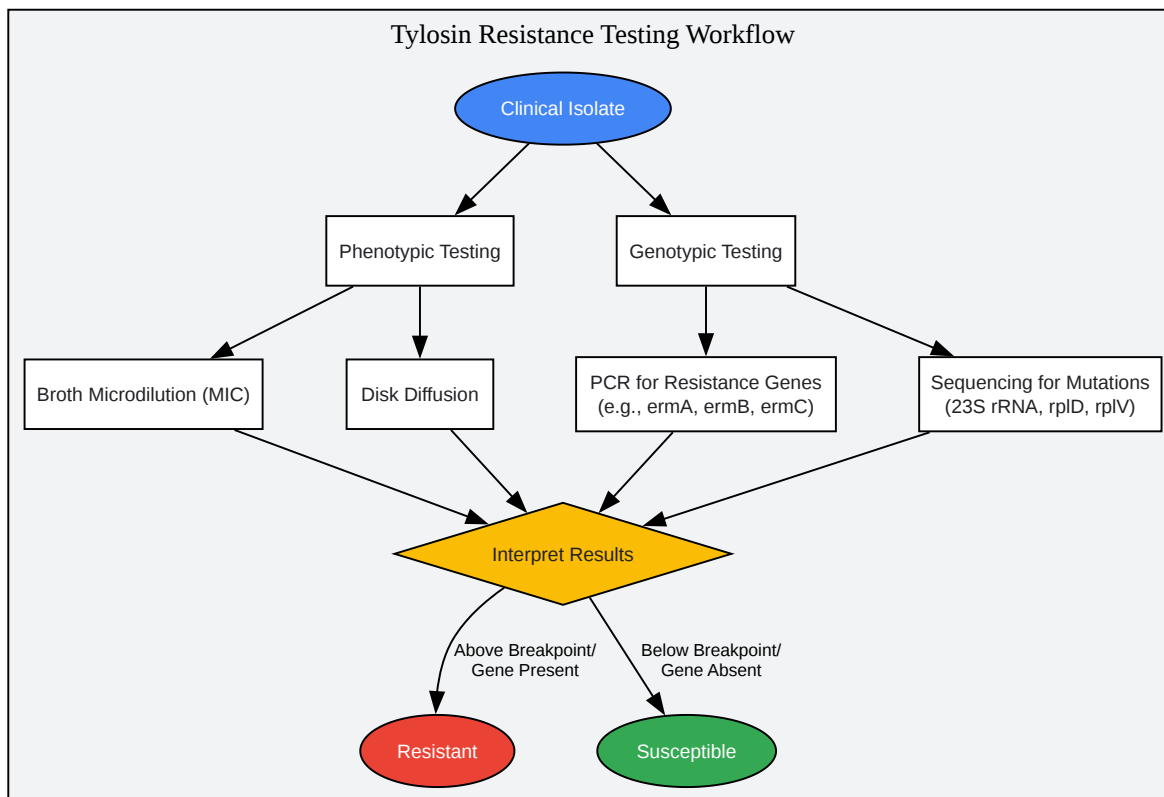 Tylosin Resistance Testing Workflow
Clinical Isolate
Phenotypic Testing
Genotypic Testing
Broth Microdilution (MIC)
Disk Diffusion
PCR for Resistance Genes
(e.g., ermA, ermB, ermC)
Sequencing for Mutations
(23S rRNA, rplD, rplV)
Interpret Results
Above Breakpoint/
Gene Present
Below Breakpoint/
Gene Absent
Resistant
Susceptible